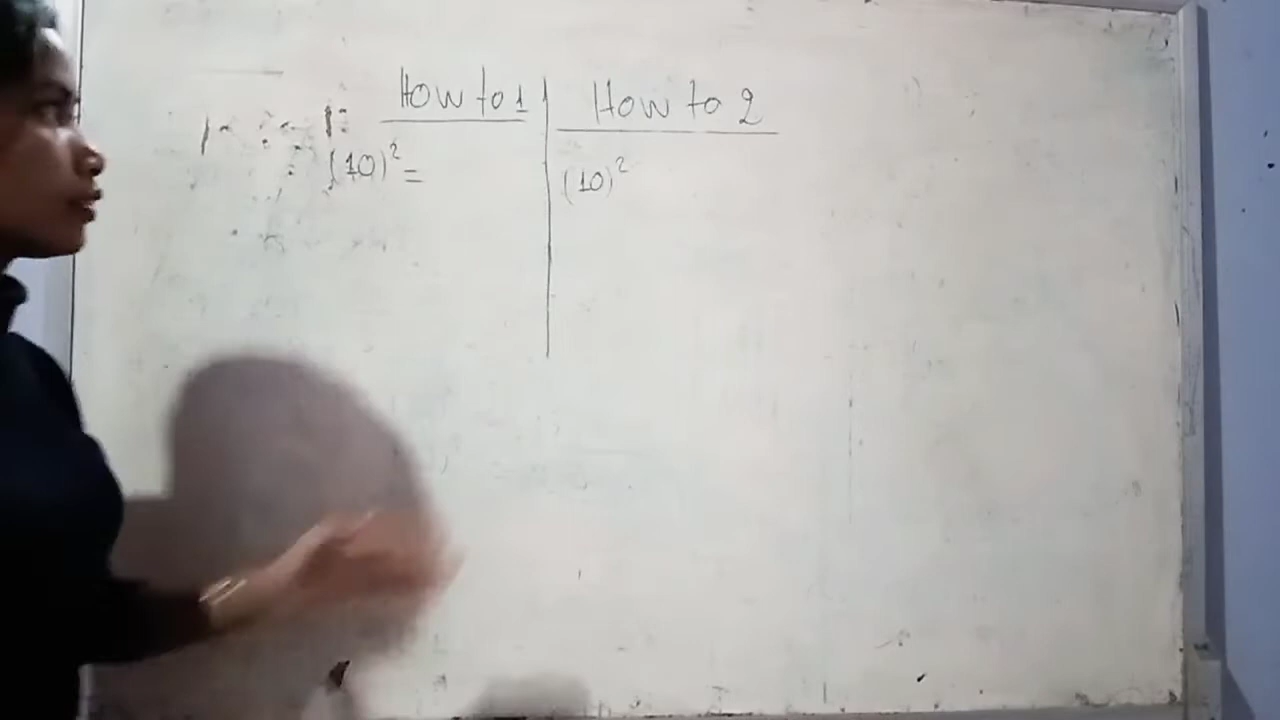 How to 1
(10)² =
How to 2
(10)²